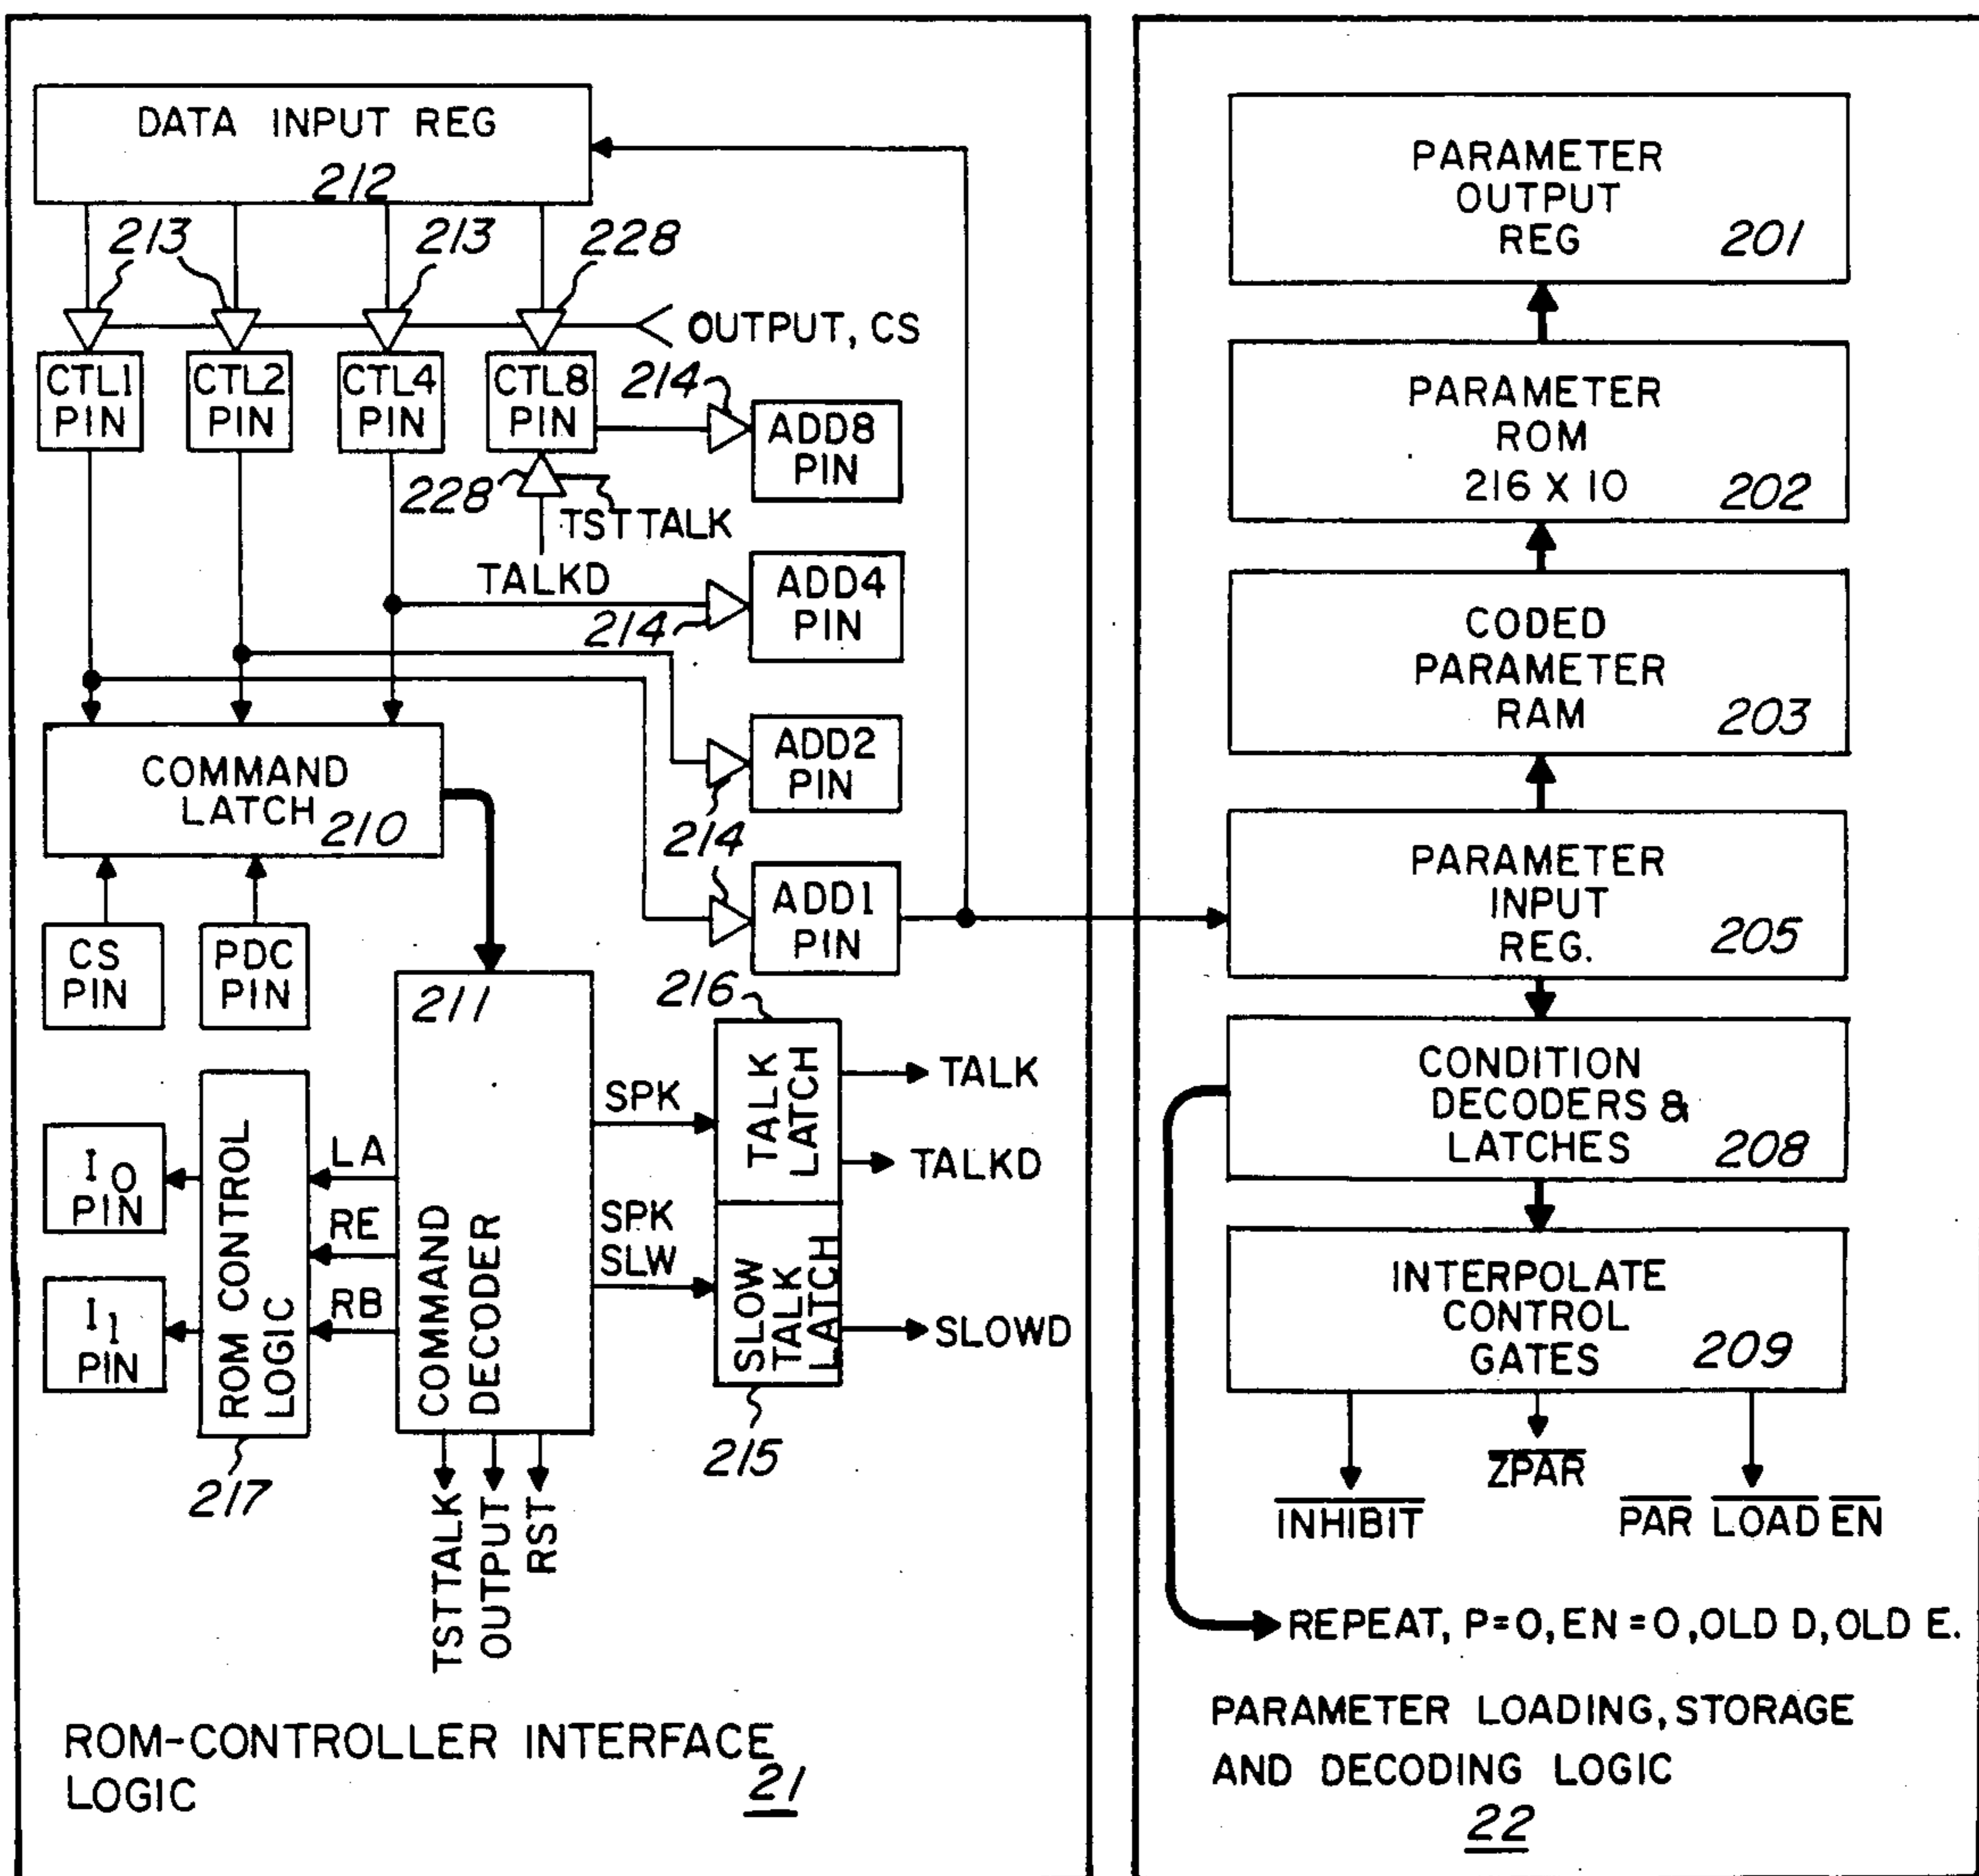 DATA INPUT REG
212
213
213
228
OUTPUT, CS
CTL1
PIN
CTL2
PIN
CTL4
PIN
CTL8
PIN
214
ADD8
PIN
228
TSTTALK
TALKD
214
ADD4
PIN
ADD2
PIN
214
COMMAND
LATCH 210
ADD1
PIN
CS
PIN
PDC
PIN
211
COMMAND
DECODER
216
TALK
LATCH
SPK
TALK
TALKD
SPK
SLW
SLOW
TALK
LATCH
SLOWD
215
I0
PIN
I1
PIN
ROM CONTROL
LOGIC
217
LA
RE
RB
TSTTALK
OUTPUT
RST
ROM-CONTROLLER INTERFACE
LOGIC
21
PARAMETER
OUTPUT
REG 201
PARAMETER
ROM
216 X 10 202
CODED
PARAMETER
RAM 203
PARAMETER
INPUT
REG. 205
CONDITION
DECODERS &
LATCHES 208
INTERPOLATE
CONTROL
GATES 209
INHIBIT
ZPAR
PAR LOAD EN
REPEAT, P=O, EN=O, OLD D, OLD E.
PARAMETER LOADING, STORAGE
AND DECODING LOGIC
22